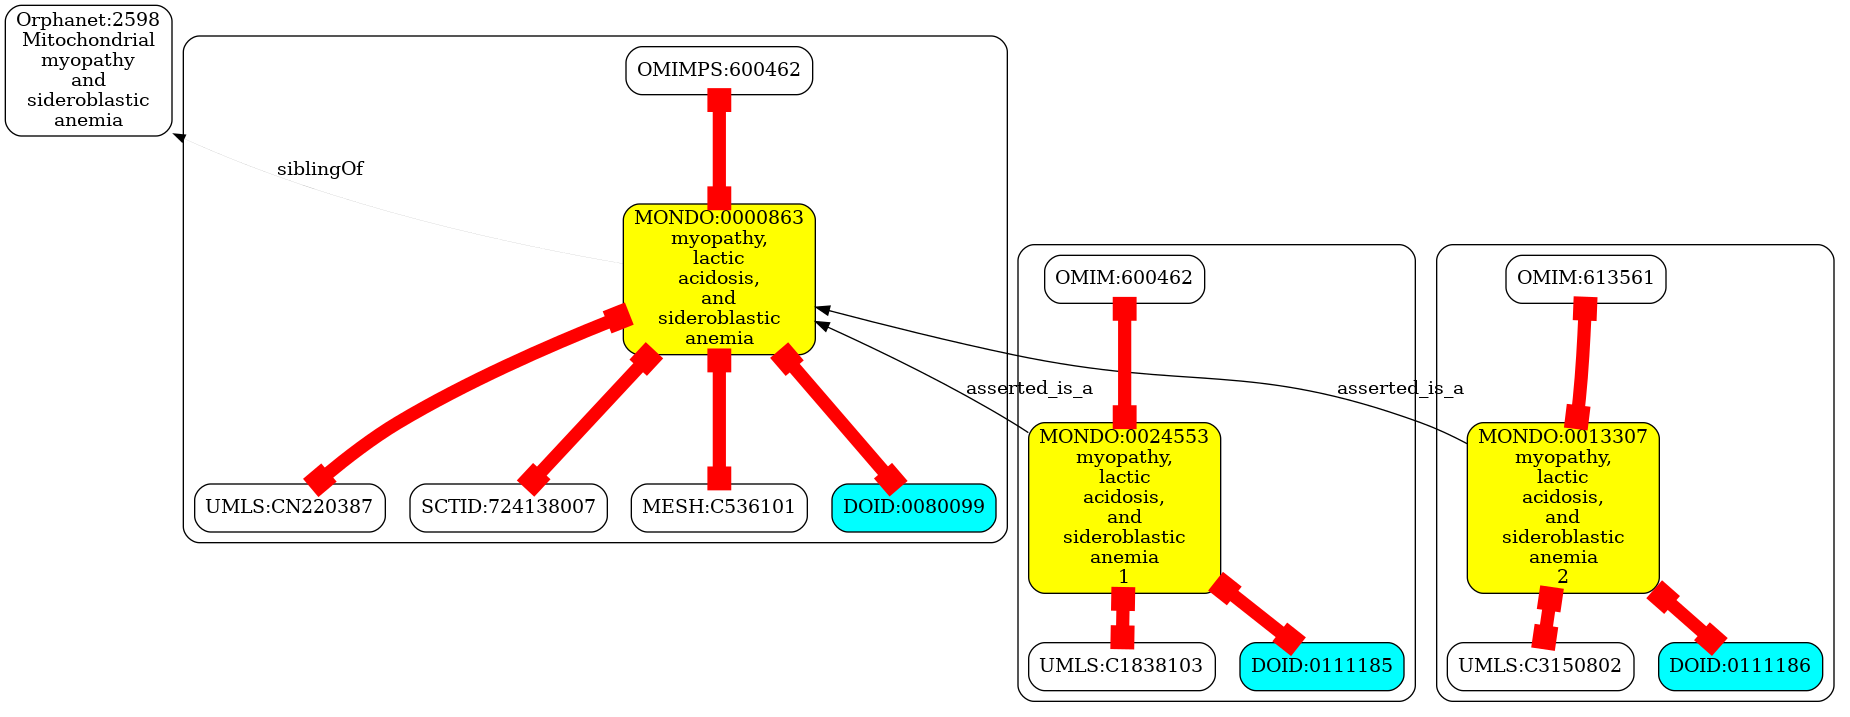 Orphanet:2598
Mitochondrial
myopathy
and
sideroblastic
anemia
OMIMPS:600462
siblingOf
MONDO:0000863
myopathy,
lactic
acidosis,
and
sideroblastic
anemia
UMLS:CN220387
SCTID:724138007
MESH:C536101
DOID:0080099
OMIM:600462
asserted_is_a
MONDO:0024553
myopathy,
lactic
acidosis,
and
sideroblastic
anemia
1
UMLS:C1838103
DOID:0111185
OMIM:613561
asserted_is_a
MONDO:0013307
myopathy,
lactic
acidosis,
and
sideroblastic
anemia
2
UMLS:C3150802
DOID:0111186